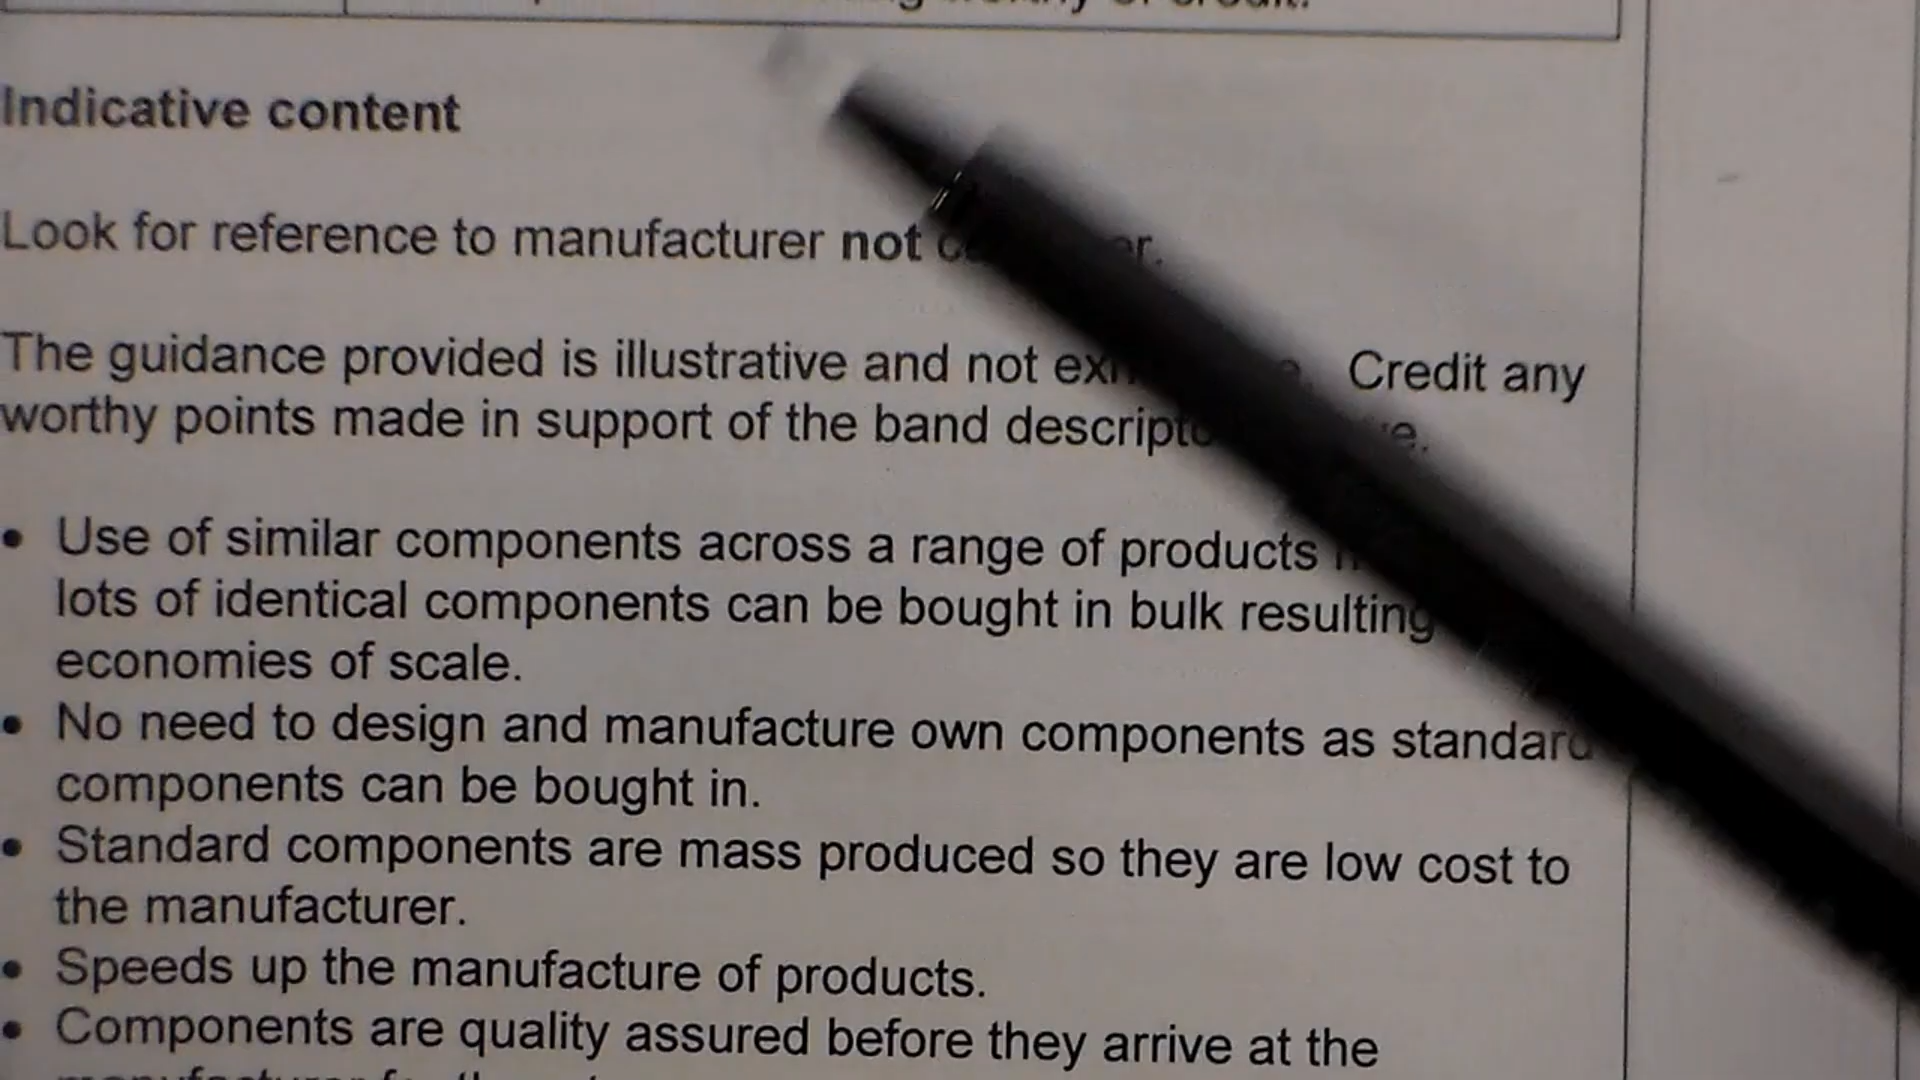 of credit.
Indicative content
Look for reference to manufacturer not
The guidance provided is illustrative and not Credit any
worthy points made in support of the band
• Use of similar components across a range of products
lots of identical components can be bought in bulk resulting
economies of scale.
• No need to design and manufacture own components as standard
components can be bought in.
• Standard components are mass produced so they are low cost to
the manufacturer.
• Speeds up the manufacture of products.
• Components are quality assured before they arrive at the